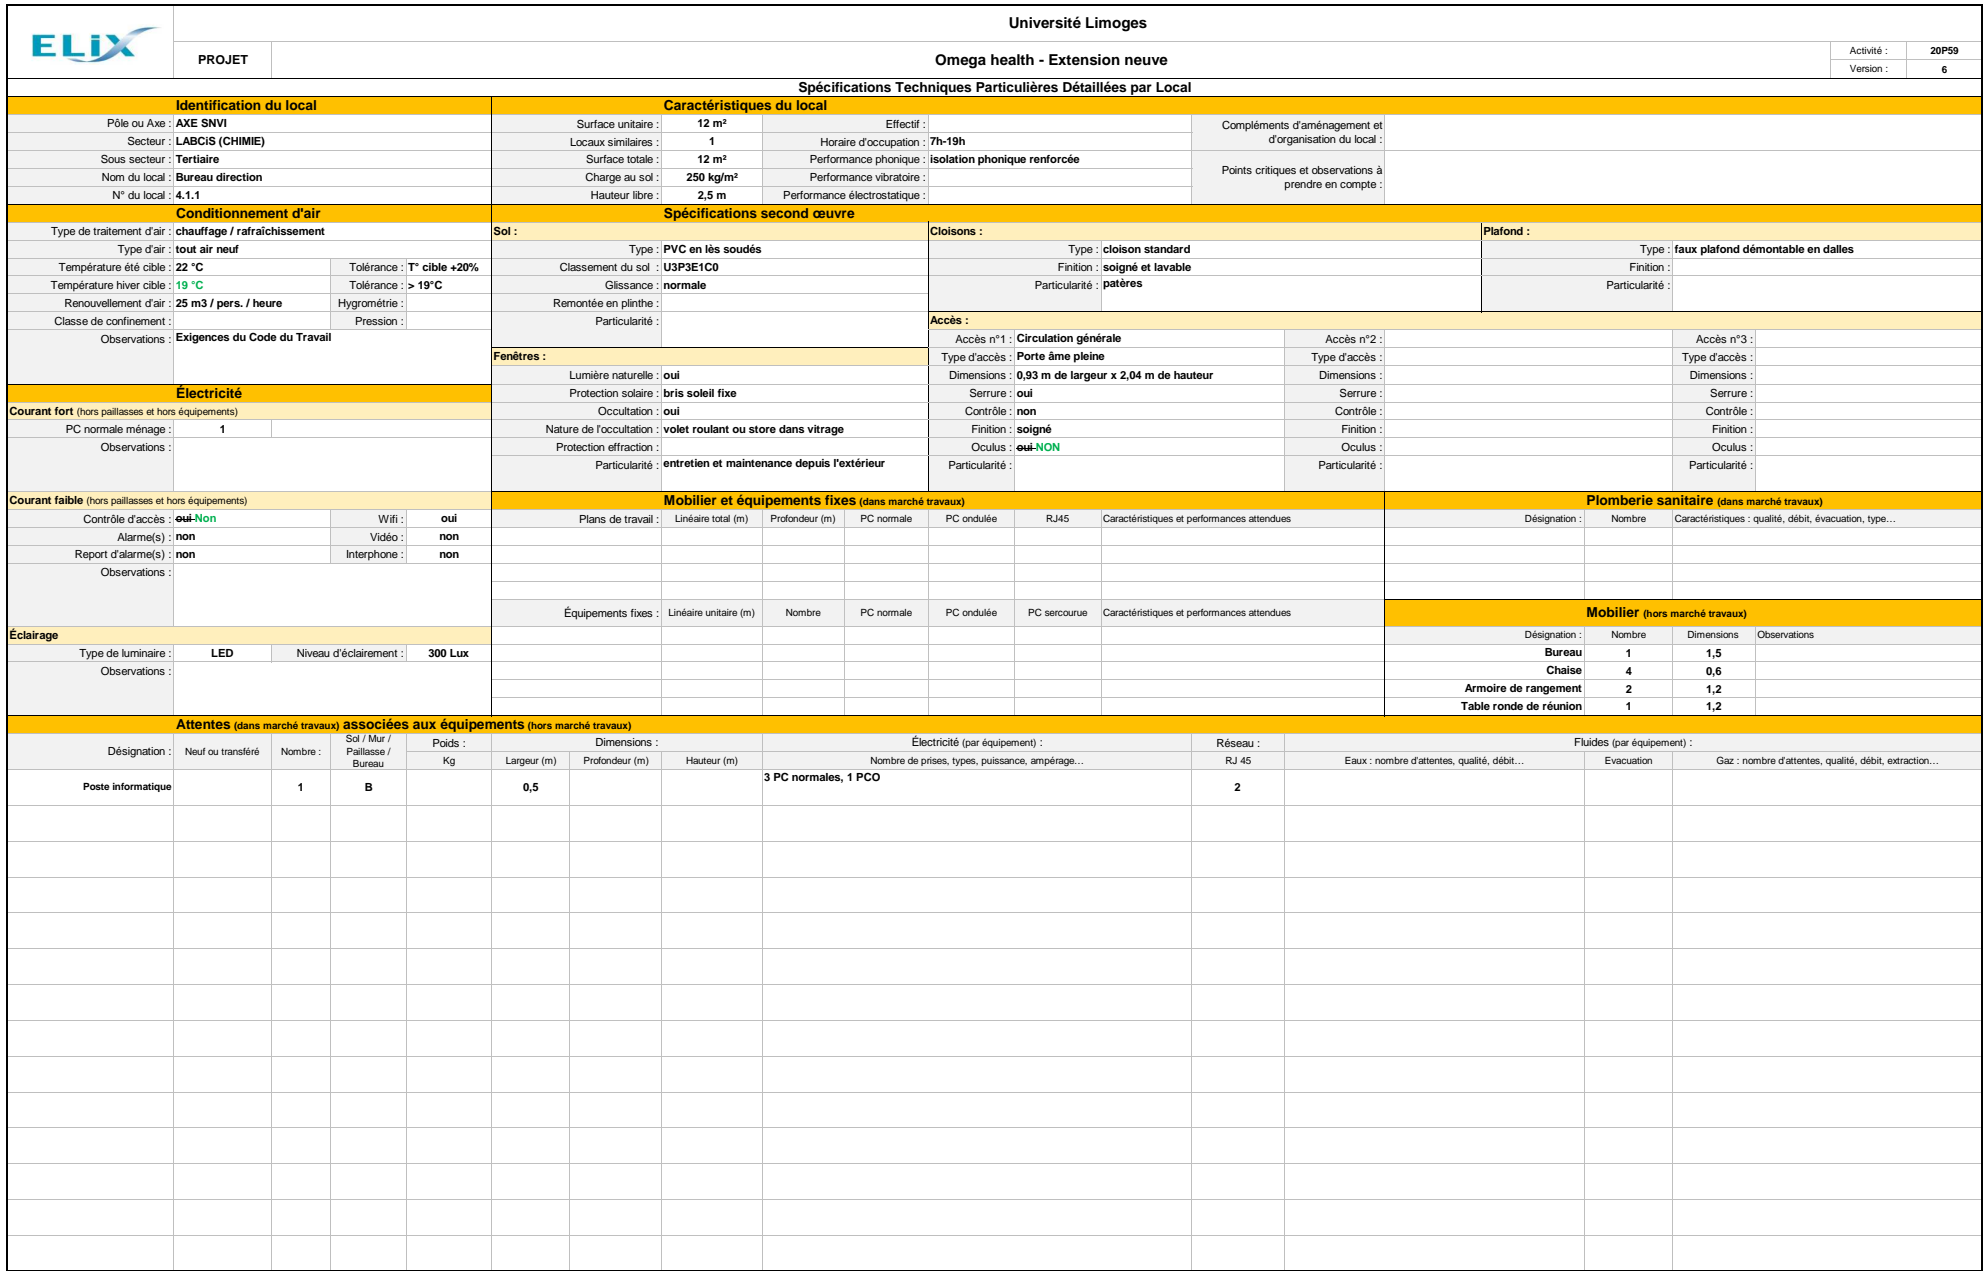 ELiX
Université Limoges
PROJET
Omega health - Extension neuve
Activité : 20P59
Version : 6
Spécifications Techniques Particulières Détaillées par Local
Identification du local
Pôle ou Axe : AXE SNVI
Secteur : LABCiS (CHIMIE)
Sous secteur : Tertiaire
Nom du local : Bureau direction
N° du local : 4.1.1
Caractéristiques du local
Surface unitaire : 12 m²
Locaux similaires : 1
Surface totale : 12 m²
Charge au sol : 250 kg/m²
Hauteur libre : 2,5 m
Effectif :
Horaire d'occupation : 7h-19h
Performance phonique : isolation phonique renforcée
Performance vibratoire :
Performance électrostatique :
Compléments d'aménagement et
d'organisation du local :
Points critiques et observations à
prendre en compte :
Conditionnement d'air
Type de traitement d'air : chauffage / rafraîchissement
Type d'air : tout air neuf
Température été cible : 22 °C Tolérance : T° cible +20%
Température hiver cible : 19 °C Tolérance : > 19°C
Renouvellement d'air : 25 m3 / pers. / heure Hygrométrie :
Classe de confinement : Pression :
Observations : Exigences du Code du Travail
Spécifications second œuvre
Sol :
Type : PVC en lès soudés
Classement du sol : U3P3E1C0
Glissance : normale
Remontée en plinthe :
Particularité :
Cloisons :
Type : cloison standard
Finition : soigné et lavable
Particularité : patères
Plafond :
Type : faux plafond démontable en dalles
Finition :
Particularité :
Fenêtres :
Lumière naturelle : oui
Protection solaire : bris soleil fixe
Occultation : oui
Nature de l'occultation : volet roulant ou store dans vitrage
Protection effraction :
Particularité : entretien et maintenance depuis l'extérieur
Accès :
Accès n°1 : Circulation générale
Type d'accès : Porte âme pleine
Dimensions : 0,93 m de largeur x 2,04 m de hauteur
Serrure : oui
Contrôle : non
Finition : soigné
Oculus : oui NON
Particularité :
Accès n°2 :
Type d'accès :
Dimensions :
Serrure :
Contrôle :
Finition :
Oculus :
Particularité :
Accès n°3 :
Type d'accès :
Dimensions :
Serrure :
Contrôle :
Finition :
Oculus :
Particularité :
Électricité
Courant fort (hors paillasses et hors équipements)
PC normale ménage : 1
Observations :
Courant faible (hors paillasses et hors équipements)
Contrôle d'accès : oui Non Wifi : oui
Alarme(s) : non Vidéo : non
Report d'alarme(s) : non Interphone : non
Observations :
Éclairage
Type de luminaire : LED Niveau d'éclairement : 300 Lux
Observations :
Mobilier et équipements fixes (dans marché travaux)
Plans de travail : Linéaire total (m) Profondeur (m) PC normale PC ondulée RJ45 Caractéristiques et performances attendues
Équipements fixes : Linéaire unitaire (m) Nombre PC normale PC ondulée PC sercourue Caractéristiques et performances attendues
Plomberie sanitaire (dans marché travaux)
Désignation : Nombre Caractéristiques : qualité, débit, évacuation, type…
Mobilier (hors marché travaux)
Désignation : Nombre Dimensions Observations
Bureau 1 1,5
Chaise 4 0,6
Armoire de rangement 2 1,2
Table ronde de réunion 1 1,2
Attentes (dans marché travaux) associées aux équipements (hors marché travaux)
Désignation : Neuf ou transféré Nombre :
Sol / Mur /
Paillasse /
Bureau
Poids : Dimensions : Électricité (par équipement) : Réseau : Fluides (par équipement) :
Kg Largeur (m) Profondeur (m) Hauteur (m) Nombre de prises, types, puissance, ampérage… RJ 45 Eaux : nombre d'attentes, qualité, débit… Evacuation Gaz : nombre d'attentes, qualité, débit, extraction…
Poste informatique 1 B 0,5 3 PC normales, 1 PCO 2